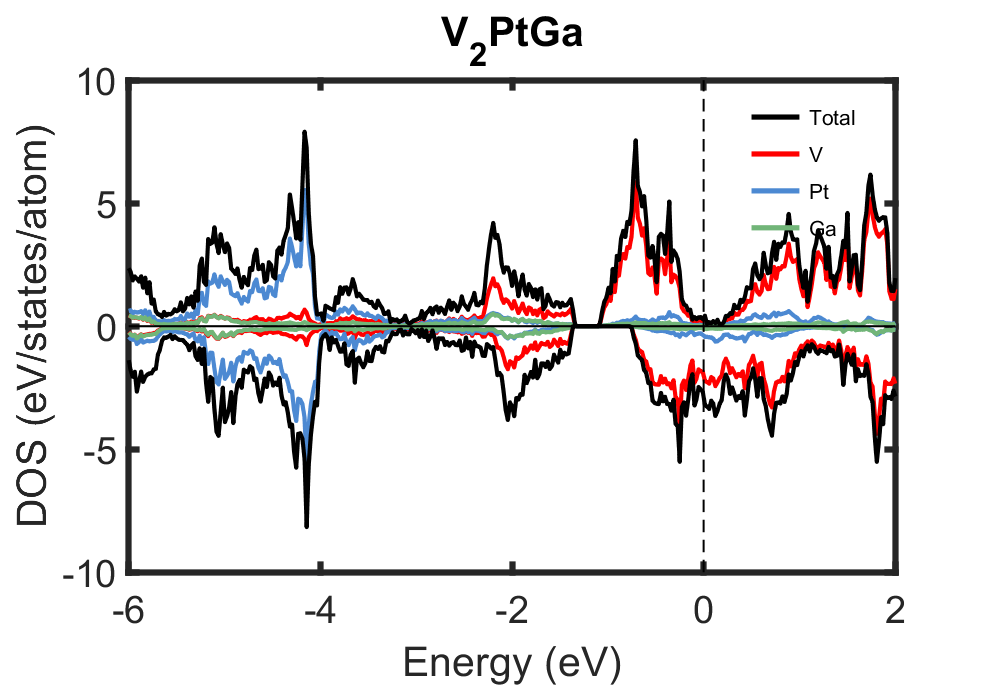 V2PtGa
10
5
0
-5
-10
DOS (eV/states/atom)
Total
V
Pt
Ga
-6
-4
-2
0
2
Energy (eV)